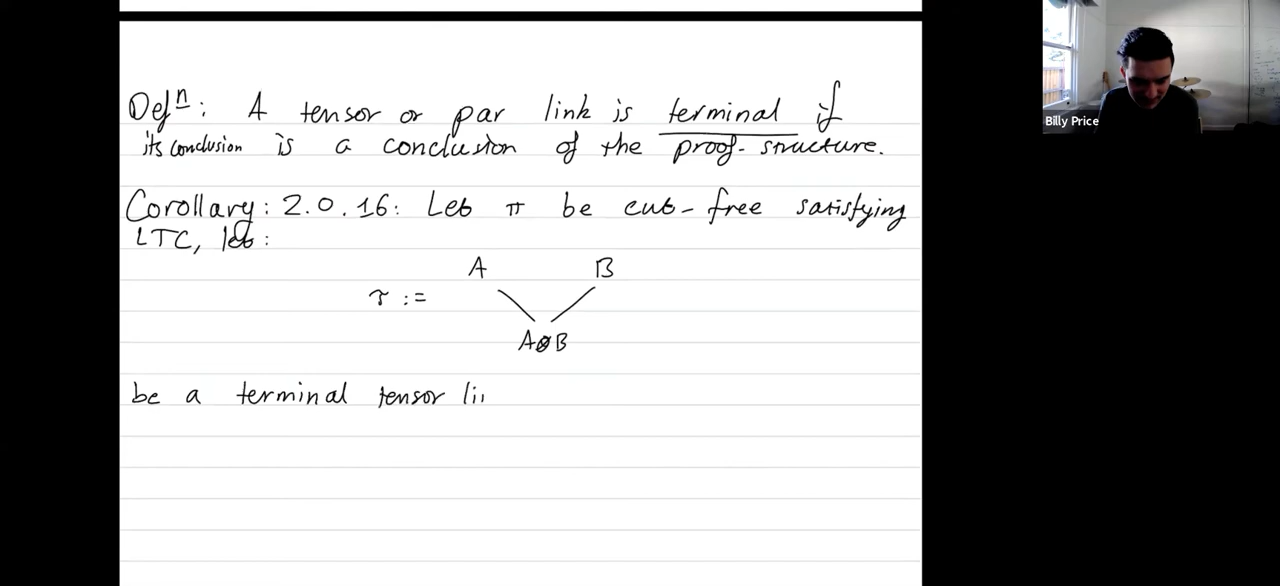 Defn: A tensor or par link is terminal if
its conclusion is a conclusion of the proof-structure.
Corollary: 2.0.16: Let π be cut-free satisfying
LTC, let:
A B
τ :=
A⊗B
be a terminal tensor li
Billy Price